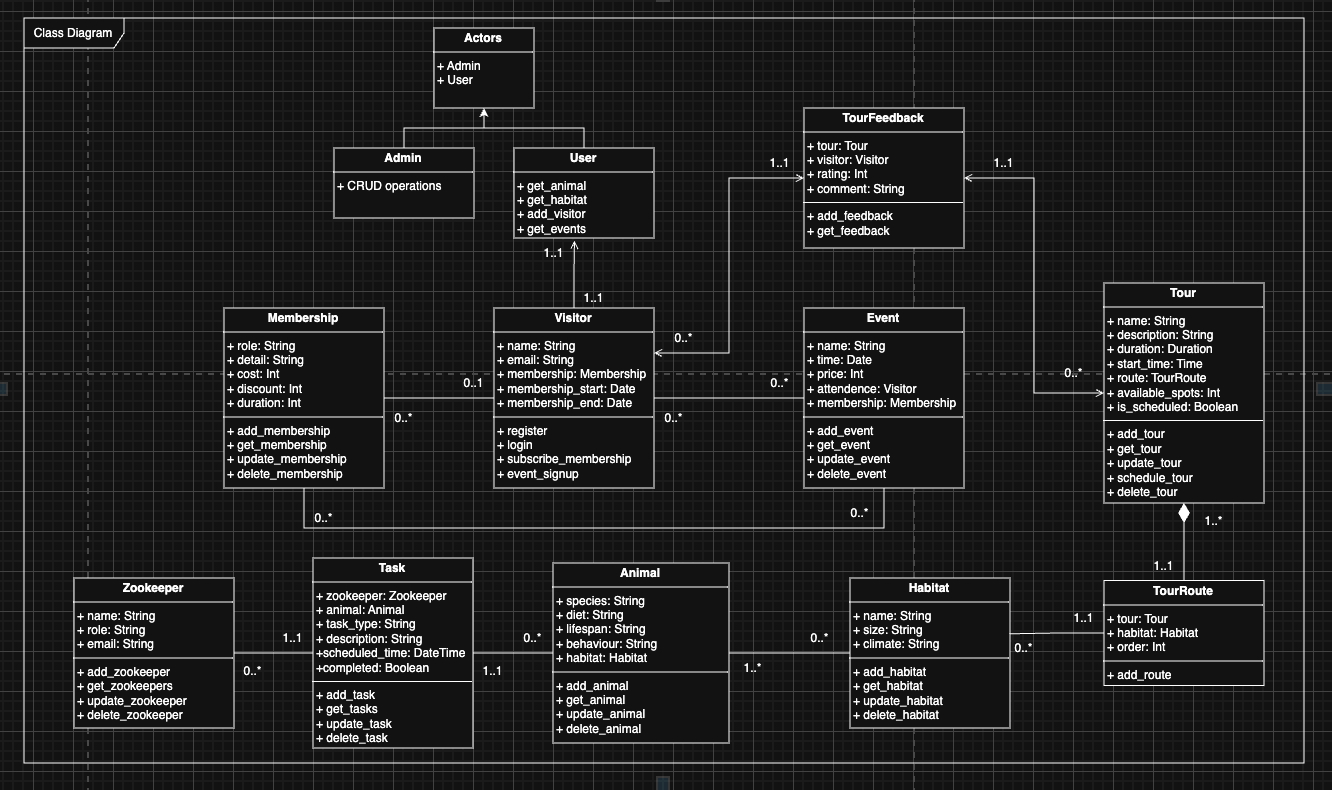 Class Diagram
Actors
+ Admin
+ User
Admin
+ CRUD operations
User
+ get_animal
+ get_habitat
+ add_visitor
+ get_events
TourFeedback
+ tour: Tour
+ visitor: Visitor
+ rating: Int
+ comment: String
+ add_feedback
+ get_feedback
1..1
1..1
1..1
1..1
0..*
0..*
Membership
+ role: String
+ detail: String
+ cost: Int
+ discount: Int
+ duration: Int
+ add_membership
+ get_membership
+ update_membership
+ delete_membership
0..1
0..*
Visitor
+ name: String
+ email: String
+ membership: Membership
+ membership_start: Date
+ membership_end: Date
+ register
+ login
+ subscribe_membership
+ event_signup
0..*
0..*
Event
+ name: String
+ time: Date
+ price: Int
+ attendence: Visitor
+ membership: Membership
+ add_event
+ get_event
+ update_event
+ delete_event
0..*
0..*
Tour
+ name: String
+ description: String
+ duration: Duration
+ start_time: Time
+ route: TourRoute
+ available_spots: Int
+ is_scheduled: Boolean
+ add_tour
+ get_tour
+ update_tour
+ schedule_tour
+ delete_tour
1..*
1..1
Zookeeper
+ name: String
+ role: String
+ email: String
+ add_zookeeper
+ get_zookeepers
+ update_zookeeper
+ delete_zookeeper
1..1
0..*
Task
+ zookeeper: Zookeeper
+ animal: Animal
+ task_type: String
+ description: String
+scheduled_time: DateTime
+completed: Boolean
+ add_task
+ get_tasks
+ update_task
+ delete_task
0..*
1..1
Animal
+ species: String
+ diet: String
+ lifespan: String
+ behaviour: String
+ habitat: Habitat
+ add_animal
+ get_animal
+ update_animal
+ delete_animal
0..*
1..*
Habitat
+ name: String
+ size: String
+ climate: String
+ add_habitat
+ get_habitat
+ update_habitat
+ delete_habitat
1..1
0..*
TourRoute
+ tour: Tour
+ habitat: Habitat
+ order: Int
+ add_route